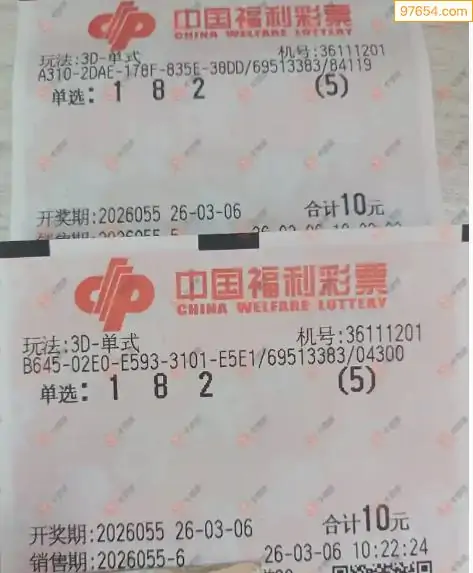 97654.com
中国福利彩票
CHINA WELFARE LOTTERY
玩法:3D-单式 机号:36111201
A310-2DAE-178F-835E-38DD/69513383/84119
单选: 1 8 2 (5)
开奖期:2026055 26-03-06 合计10元
中国福利彩票
CHINA WELFARE LOTTERY
玩法:3D-单式 机号:36111201
B645-02E0-E593-3101-E5E1/69513383/04300
单选: 1 8 2 (5)
开奖期:2026055 26-03-06 合计10元
销售期:2026055-6 26-03-06 10:22:24